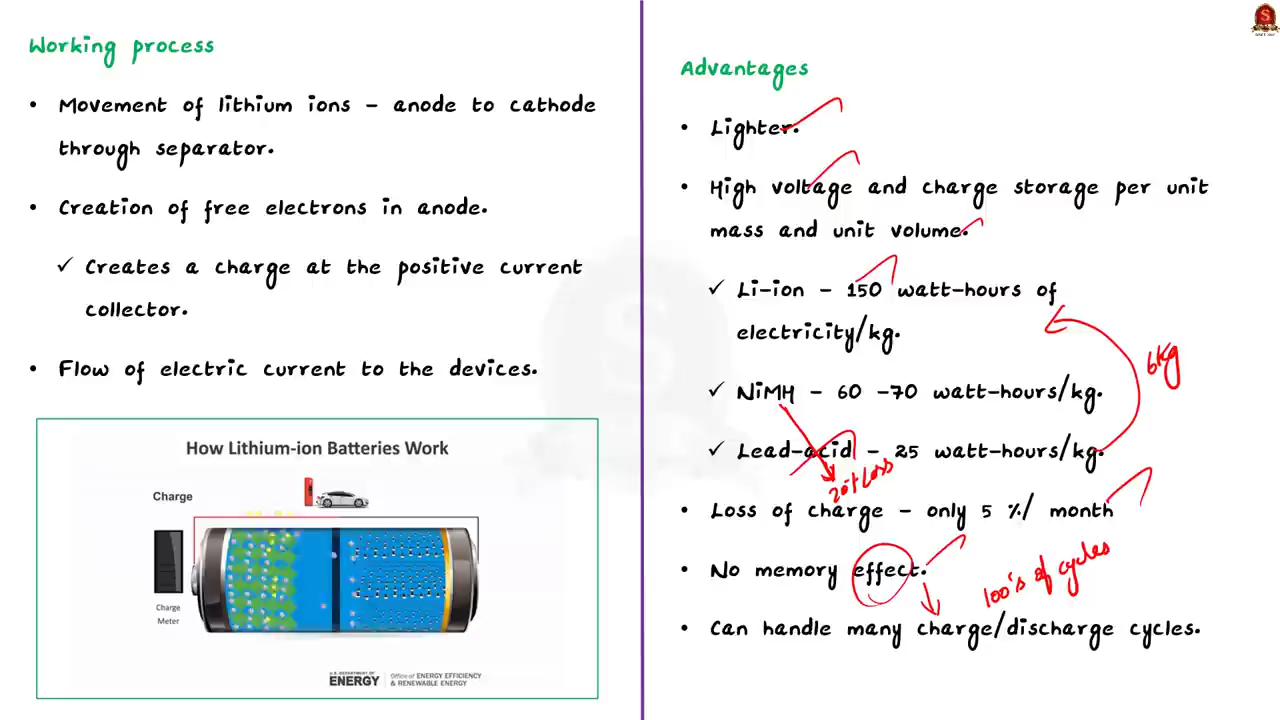 Working process
• Movement of lithium ions – anode to cathode
through separator.
• Creation of free electrons in anode.
✓ Creates a charge at the positive current
collector.
• Flow of electric current to the devices.
How Lithium-ion Batteries Work
Charge
Charge
Meter
U.S. DEPARTMENT OF
ENERGY
Office of ENERGY EFFICIENCY
& RENEWABLE ENERGY
Advantages
• Lighter.
• High voltage and charge storage per unit
mass and unit volume.
✓ Li-ion – 150 watt-hours of
electricity/kg.
6kg
✓ NiMH – 60 -70 watt-hours/kg.
✓ Lead-acid – 25 watt-hours/kg.
loss
• Loss of charge – only 5 %/ month
• No memory effect.
100's of cycles
• Can handle many charge/discharge cycles.